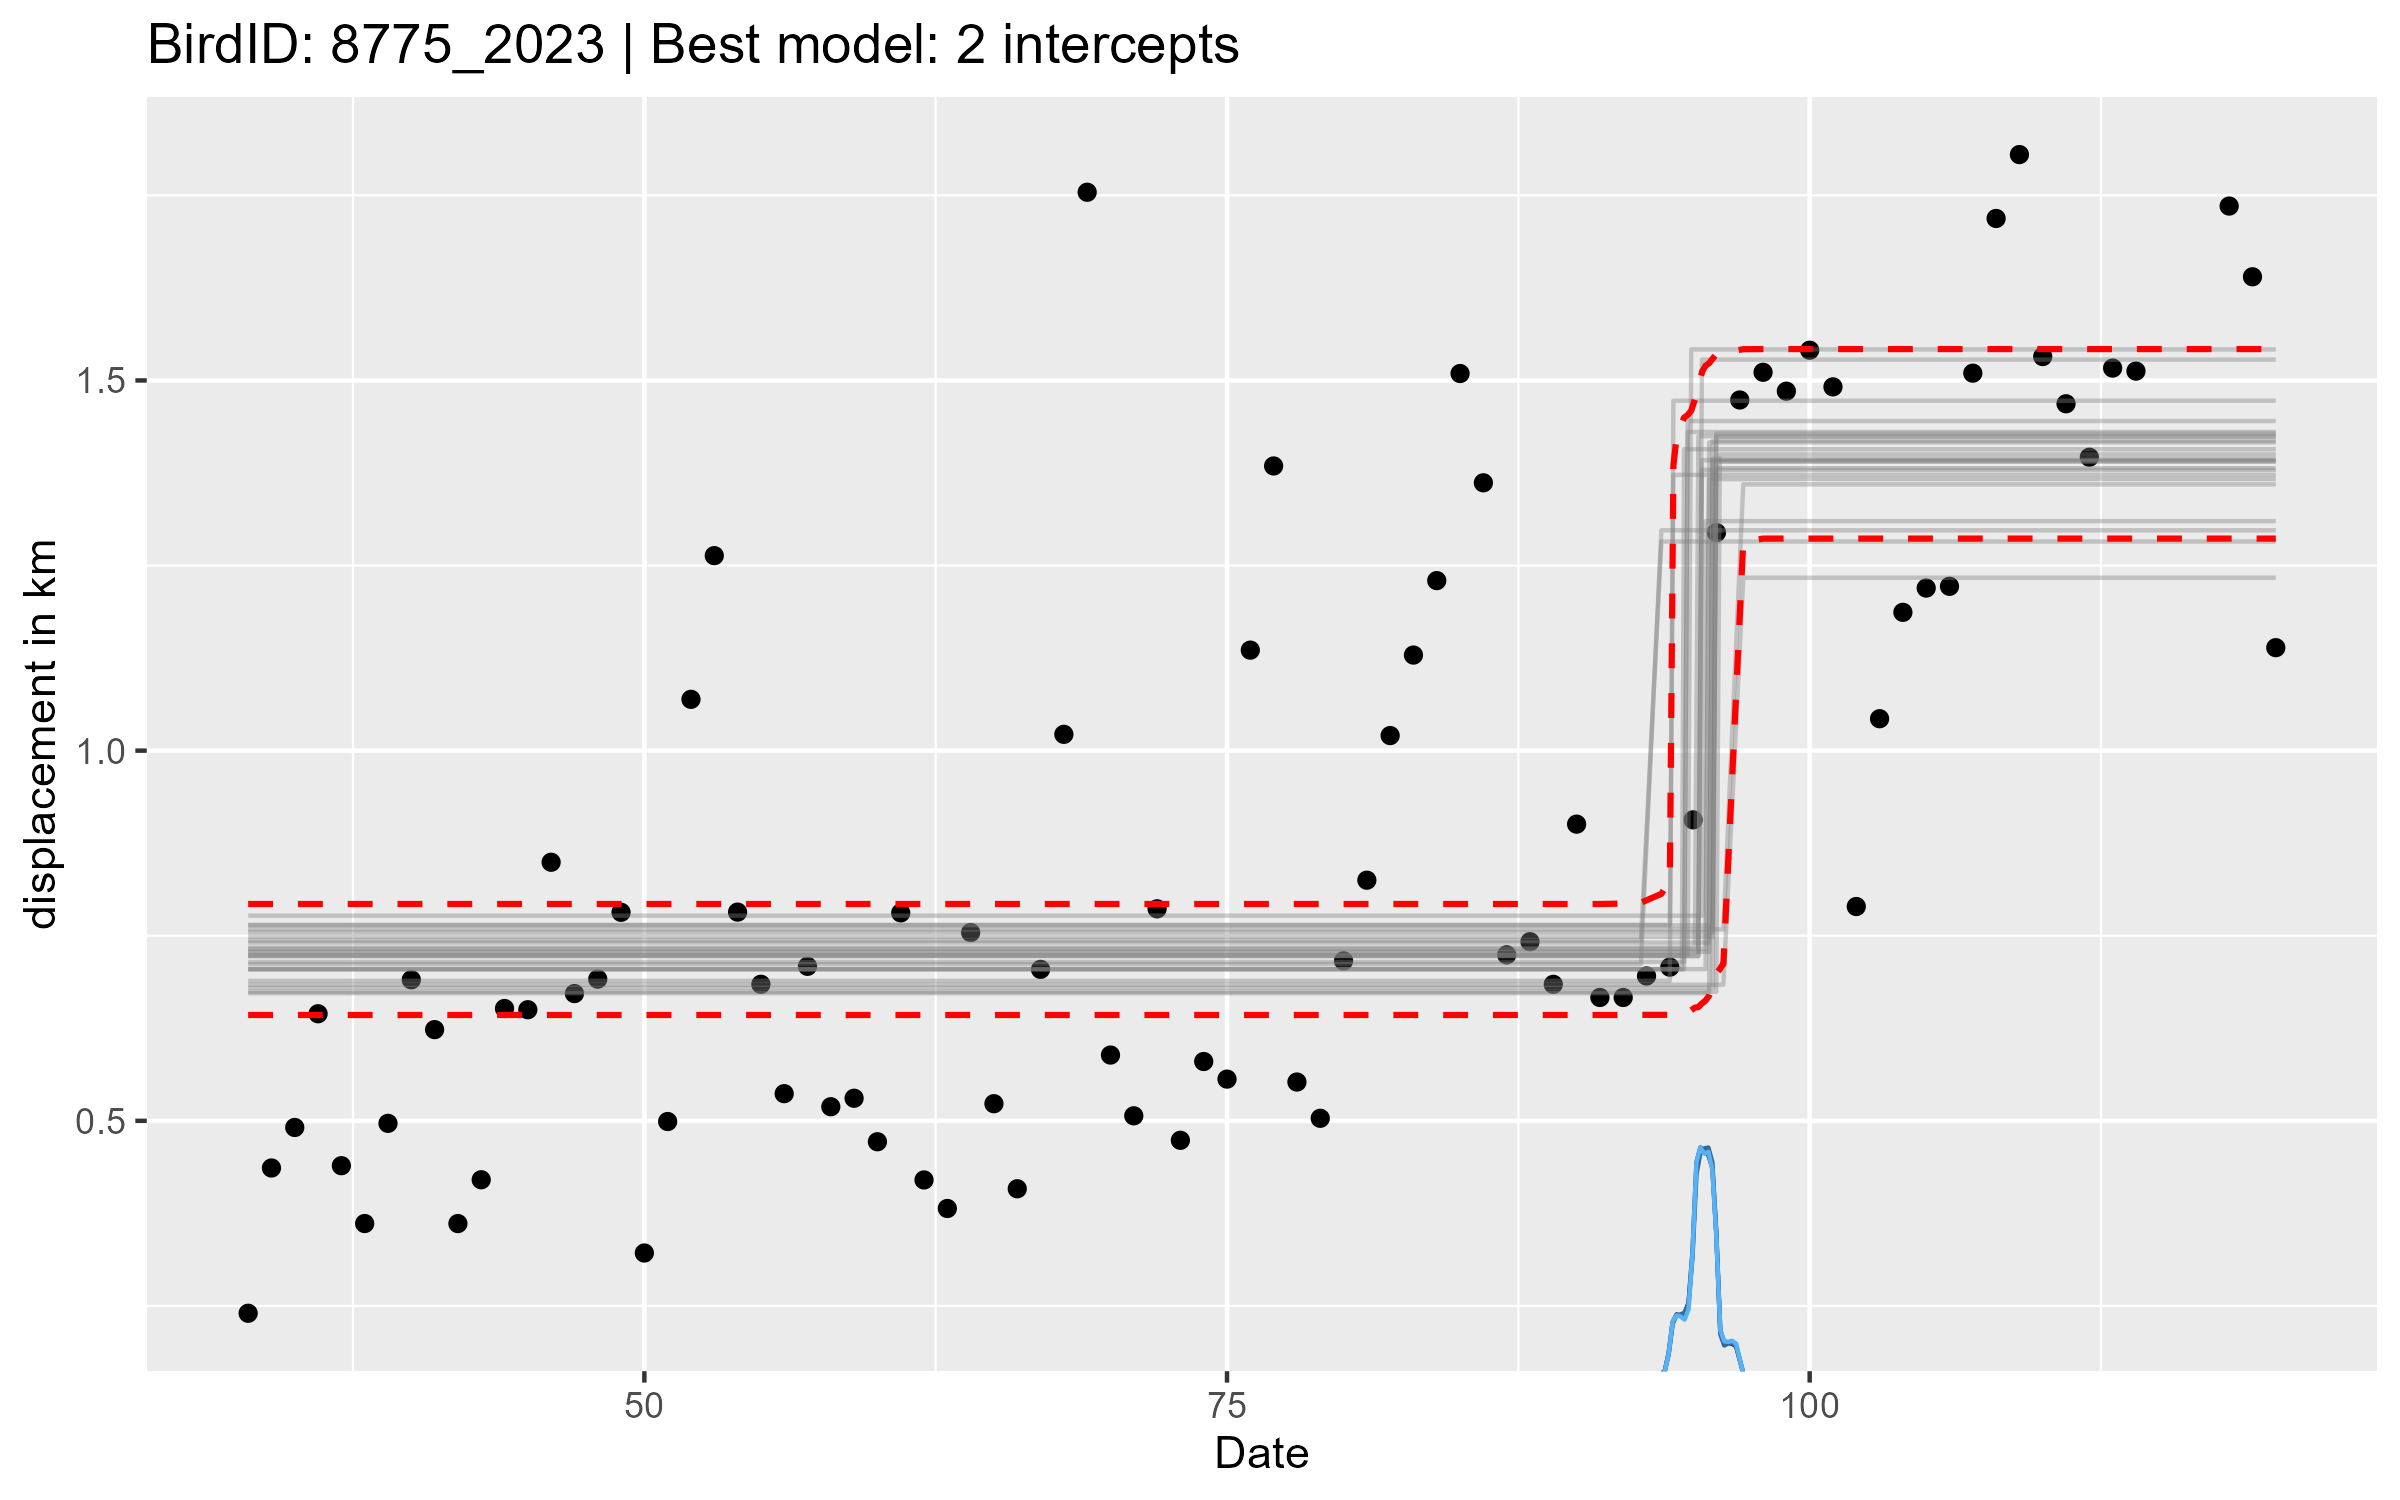 BirdID: 8775_2023 | Best model: 2 intercepts
displacement in km
1.5
1.0
0.5
50
75
100
Date